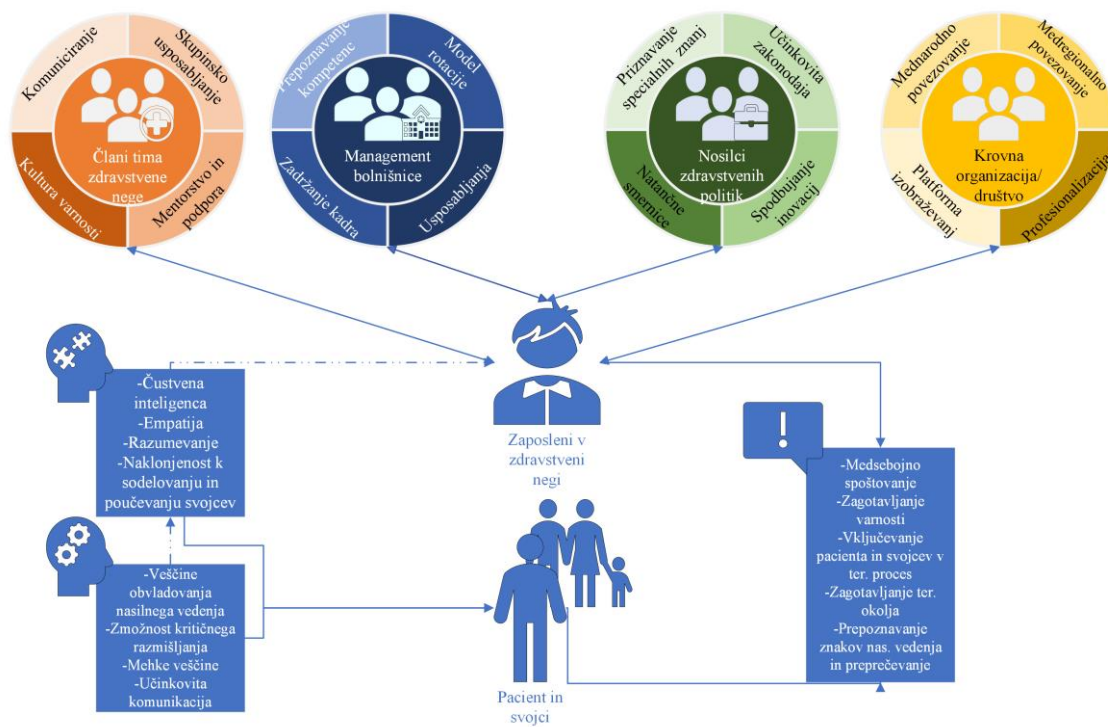 Komuniciranje
Skupinsko
usposabljanje
Kultura varnosti
Mentorstvo in
podpora
Člani tima
zdravstvene
nege
Prepoznavanje
kompetenc
Model
rotacije
Zadržanje kadra
Usposabljanja
Management
bolnišnice
Priznavanje
specialnih znanj
Učinkovita
zakonodaja
Natančne
smernice
Spodbujanje
inovacij
Nosilci
zdravstvenih
politik
Mednarodno
povezovanje
Medregionalno
povezovanje
Platforma
izobraževanj
Profesionalizacija
Krovna
organizacija/
društvo
-Čustvena
inteligenca
-Empatija
-Razumevanje
-Naklonjenost k
sodelovanju in
poučevanju svojcev
Zaposleni v
zdravstveni
negi
-Medsebojno
spoštovanje
-Zagotavljanje
varnosti
-Vključevanje
pacienta in svojcev v
ter. proces
-Zagotavljanje ter.
okolja
-Prepoznavanje
znakov nas. vedenja
in preprečevanje
-Veščine
obvladovanja
nasilnega vedenja
-Zmožnost kritičnega
razmišljanja
-Mehke veščine
-Učinkovita
komunikacija
Pacient in
svojci